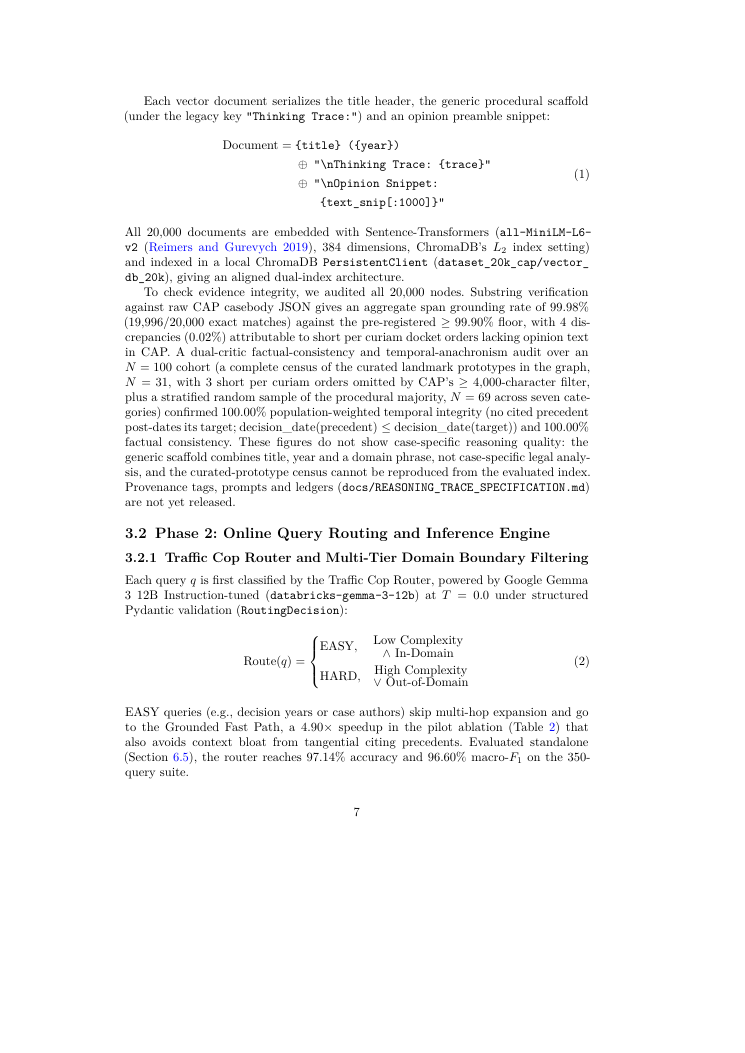 Each vector document serializes the title header, the generic procedural scaffold
(under the legacy key "Thinking Trace:") and an opinion preamble snippet:
Document = {title} ({year})
⊕ "\nThinking Trace: {trace}"
⊕ "\nOpinion Snippet:
{text_snip[:1000]}"
(1)
All 20,000 documents are embedded with Sentence-Transformers (all-MiniLM-L6-
v2 (Reimers and Gurevych 2019), 384 dimensions, ChromaDB's L2 index setting)
and indexed in a local ChromaDB PersistentClient (dataset_20k_cap/vector_
db_20k), giving an aligned dual-index architecture.
To check evidence integrity, we audited all 20,000 nodes. Substring verification
against raw CAP casebody JSON gives an aggregate span grounding rate of 99.98%
(19,996/20,000 exact matches) against the pre-registered ≥ 99.90% floor, with 4 dis-
crepancies (0.02%) attributable to short per curiam docket orders lacking opinion text
in CAP. A dual-critic factual-consistency and temporal-anachronism audit over an
N = 100 cohort (a complete census of the curated landmark prototypes in the graph,
N = 31, with 3 short per curiam orders omitted by CAP's ≥ 4,000-character filter,
plus a stratified random sample of the procedural majority, N = 69 across seven cate-
gories) confirmed 100.00% population-weighted temporal integrity (no cited precedent
post-dates its target; decision_date(precedent) ≤ decision_date(target)) and 100.00%
factual consistency. These figures do not show case-specific reasoning quality: the
generic scaffold combines title, year and a domain phrase, not case-specific legal analy-
sis, and the curated-prototype census cannot be reproduced from the evaluated index.
Provenance tags, prompts and ledgers (docs/REASONING_TRACE_SPECIFICATION.md)
are not yet released.
3.2 Phase 2: Online Query Routing and Inference Engine
3.2.1 Traffic Cop Router and Multi-Tier Domain Boundary Filtering
Each query q is first classified by the Traffic Cop Router, powered by Google Gemma
3 12B Instruction-tuned (databricks-gemma-3-12b) at T = 0.0 under structured
Pydantic validation (RoutingDecision):
Route(q) = { EASY, Low Complexity
∧ In-Domain
HARD, High Complexity
∨ Out-of-Domain
(2)
EASY queries (e.g., decision years or case authors) skip multi-hop expansion and go
to the Grounded Fast Path, a 4.90× speedup in the pilot ablation (Table 2) that
also avoids context bloat from tangential citing precedents. Evaluated standalone
(Section 6.5), the router reaches 97.14% accuracy and 96.60% macro-F1 on the 350-
query suite.
7